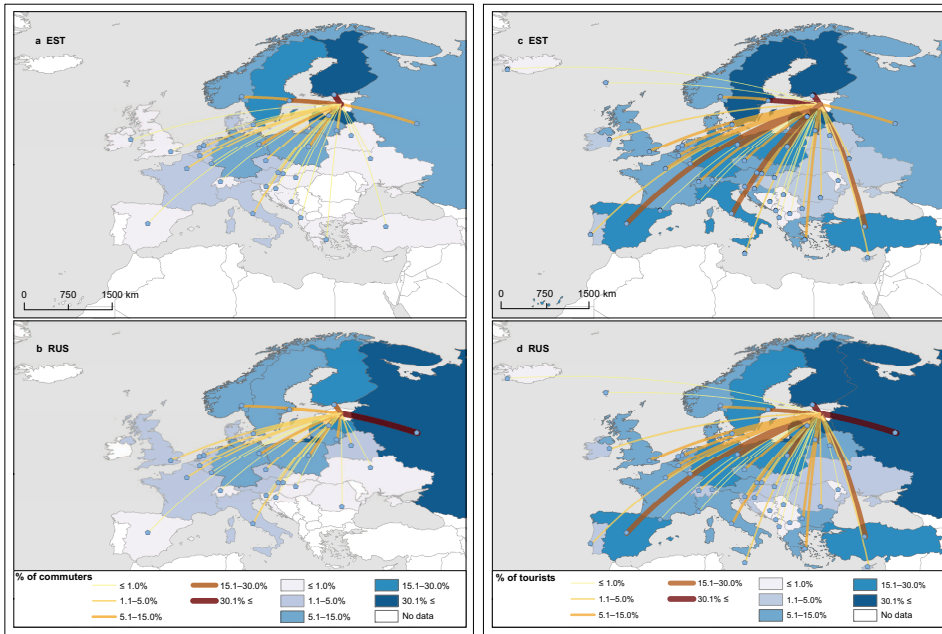 a EST
0 750 1500 km
b RUS
% of commuters
≤ 1.0%
1.1–5.0%
5.1–15.0%
15.1–30.0%
30.1% ≤
≤ 1.0%
1.1–5.0%
5.1–15.0%
15.1–30.0%
30.1% ≤
No data
c EST
0 750 1500 km
d RUS
% of tourists
≤ 1.0%
1.1–5.0%
5.1–15.0%
15.1–30.0%
30.1% ≤
≤ 1.0%
1.1–5.0%
5.1–15.0%
15.1–30.0%
30.1% ≤
No data